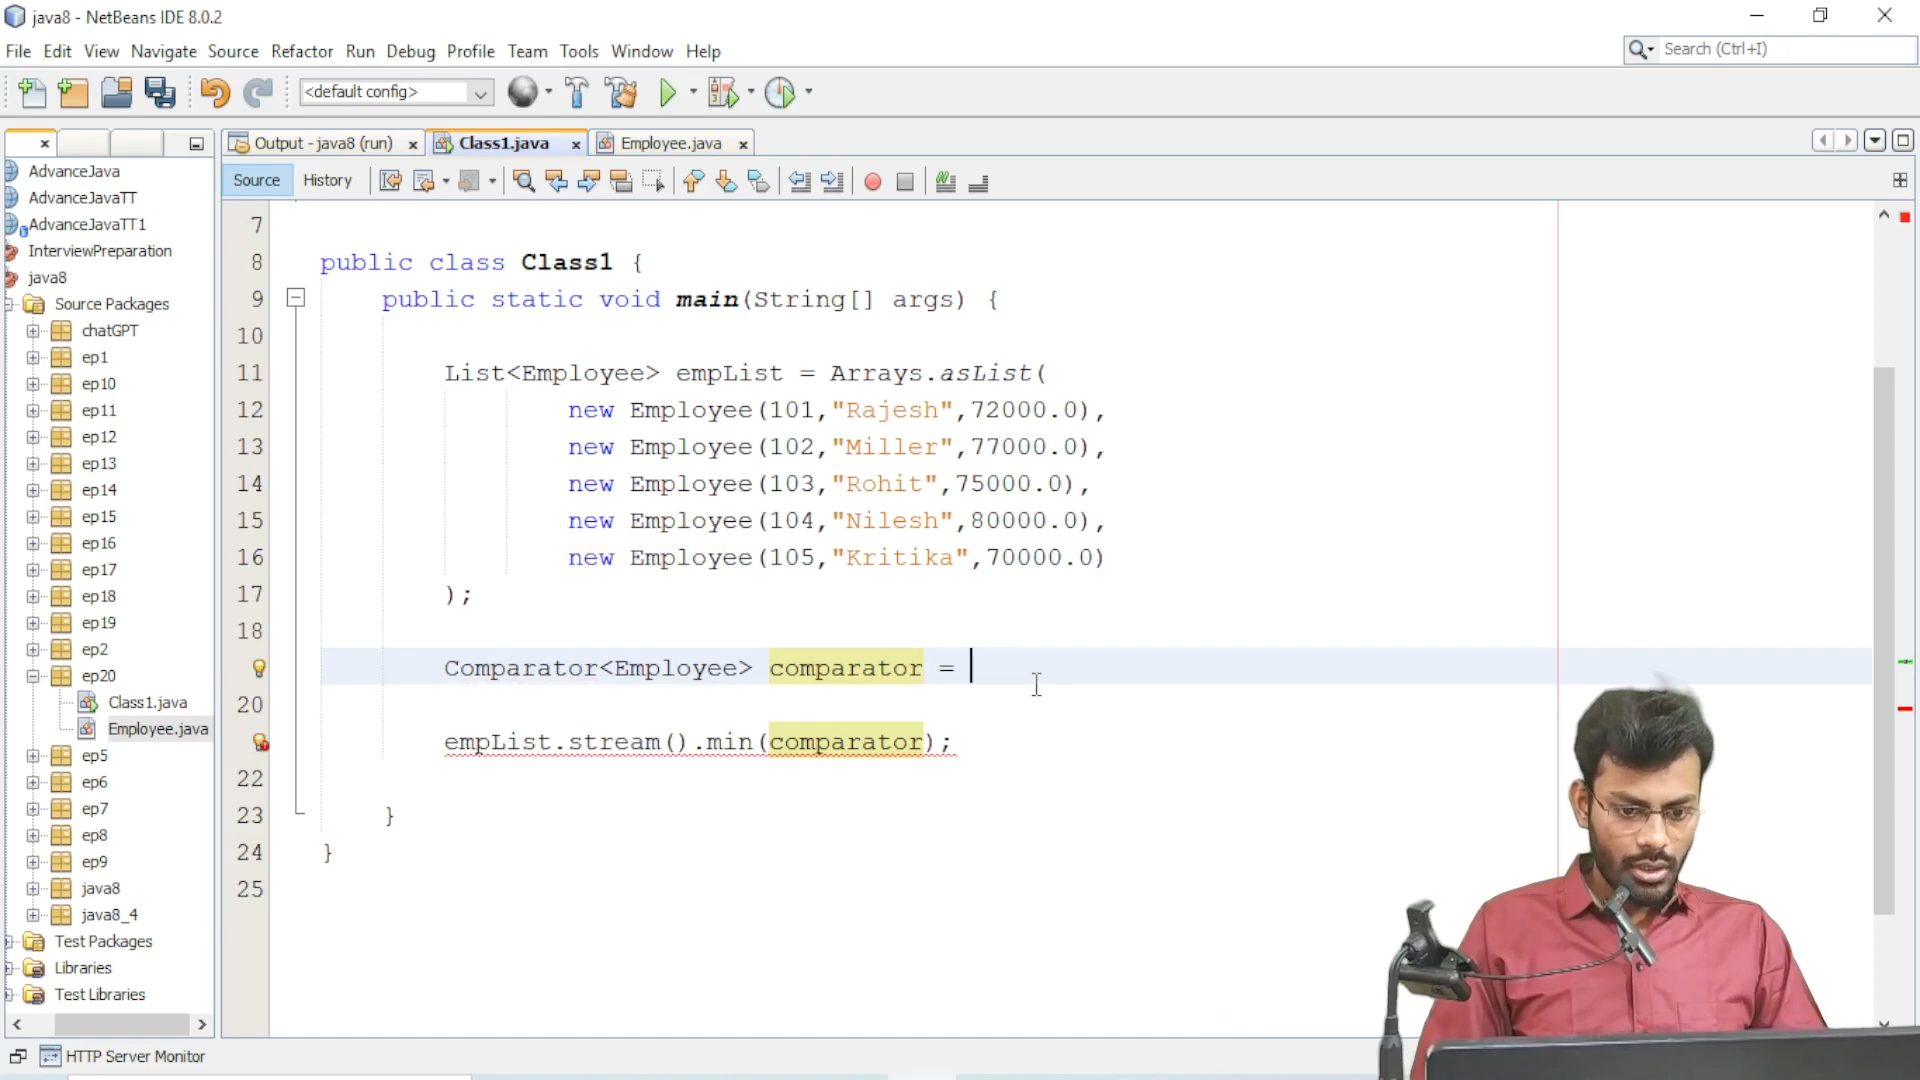 java8 - NetBeans IDE 8.0.2
File Edit View Navigate Source Refactor Run Debug Profile Team Tools Window Help
Search (Ctrl+I)
<default config>
Output - java8 (run) Class1.java Employee.java
Source History
AdvanceJava
AdvanceJavaTT
AdvanceJavaTT1
InterviewPreparation
java8
Source Packages
chatGPT
ep1
ep10
ep11
ep12
ep13
ep14
ep15
ep16
ep17
ep18
ep19
ep2
ep20
Class1.java
Employee.java
ep5
ep6
ep7
ep8
ep9
java8
java8_4
Test Packages
Libraries
Test Libraries
7
8 public class Class1 {
9 public static void main(String[] args) {
10
11 List<Employee> empList = Arrays.asList(
12 new Employee(101,"Rajesh",72000.0),
13 new Employee(102,"Miller",77000.0),
14 new Employee(103,"Rohit",75000.0),
15 new Employee(104,"Nilesh",80000.0),
16 new Employee(105,"Kritika",70000.0)
17 );
18
Comparator<Employee> comparator =
20
empList.stream().min(comparator);
22
23 }
24 }
25
HTTP Server Monitor